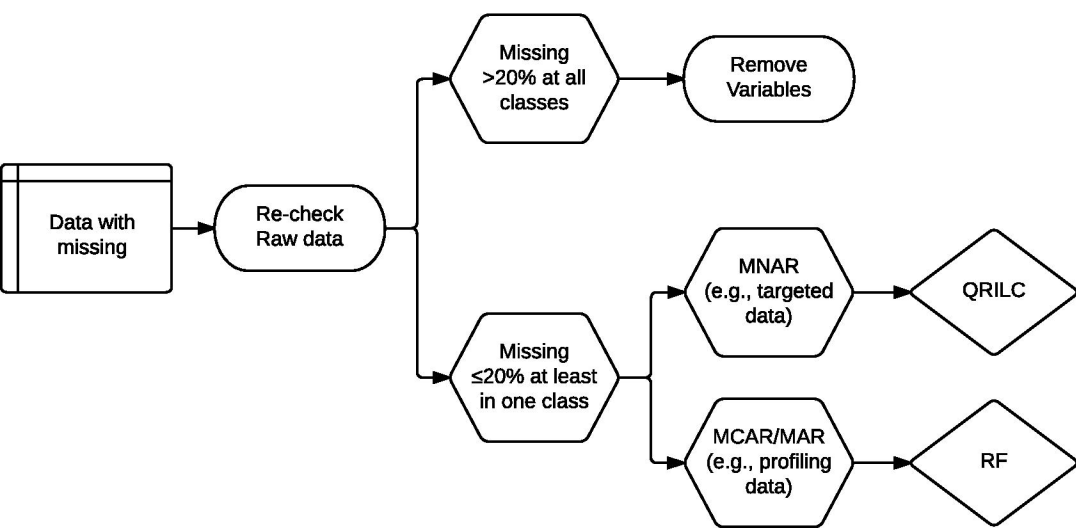 Missing
>20% at all
classes
Remove
Variables
Data with
missing
Re-check
Raw data
Missing
≤20% at least
in one class
MNAR
(e.g., targeted
data)
QRILC
MCAR/MAR
(e.g., profiling
data)
RF